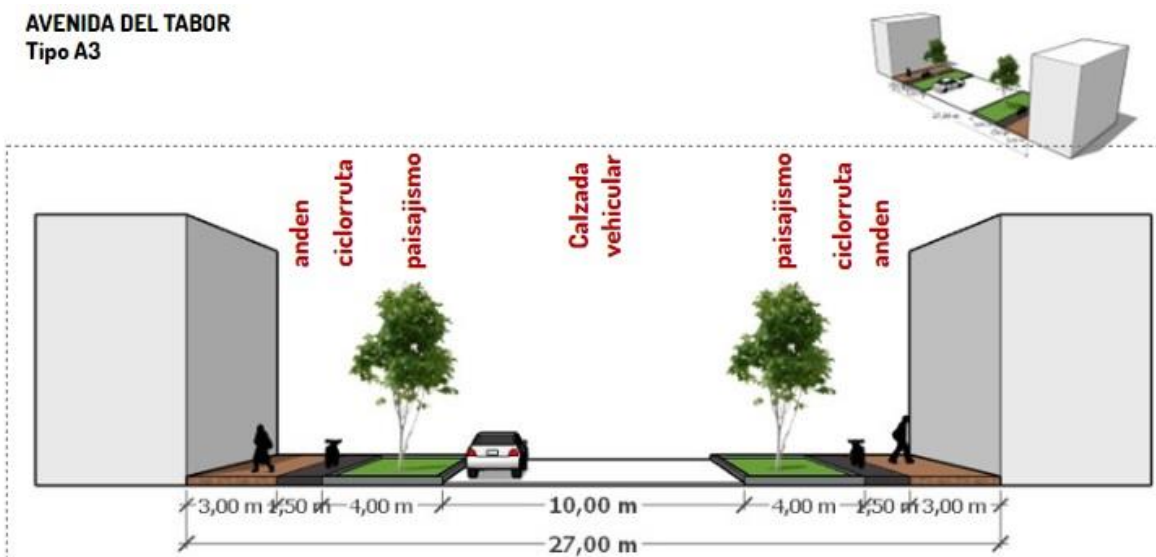 AVENIDA DEL TABOR
Tipo A3
anden
ciclorruta
paisajismo
Calzada
vehicular
paisajismo
ciclorruta
anden
3,00 m 1,50 m 4,00 m 10,00 m 4,00 m 1,50 m 3,00 m
27,00 m